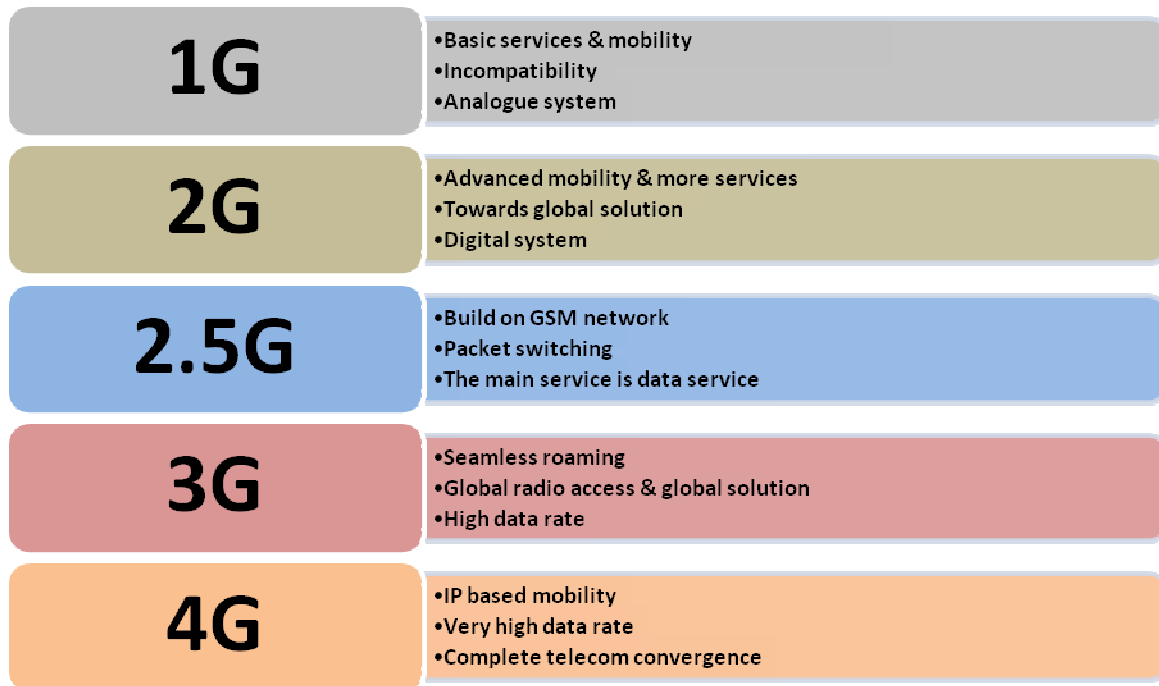 1G
•Basic services & mobility
•Incompatibility
•Analogue system
2G
•Advanced mobility & more services
•Towards global solution
•Digital system
2.5G
•Build on GSM network
•Packet switching
•The main service is data service
3G
•Seamless roaming
•Global radio access & global solution
•High data rate
4G
•IP based mobility
•Very high data rate
•Complete telecom convergence